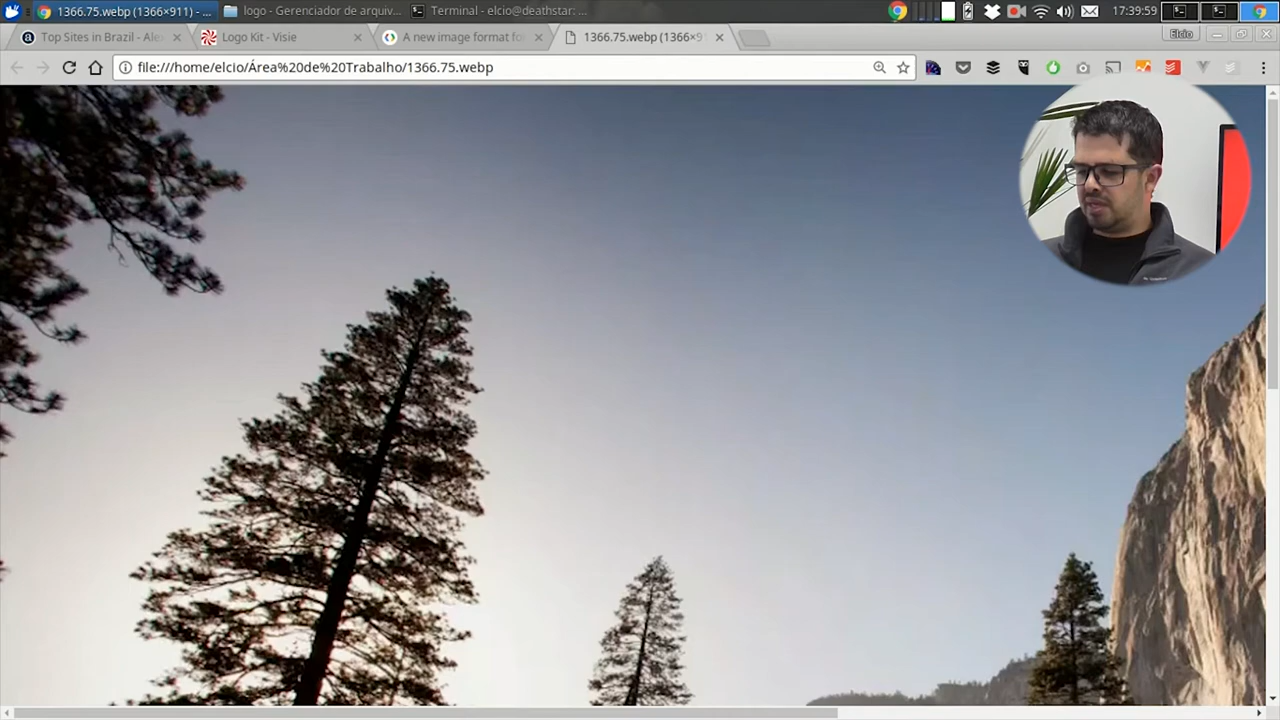 1366.75.webp (1366×911) - ...
logo - Gerenciador de arquiv...
Terminal - elcio@deathstar: ...
17:39:59
Top Sites in Brazil - Ale
Logo Kit - Visie
A new image format fo
1366.75.webp (1366×9
Elcio
file:///home/elcio/Área%20de%20Trabalho/1366.75.webp